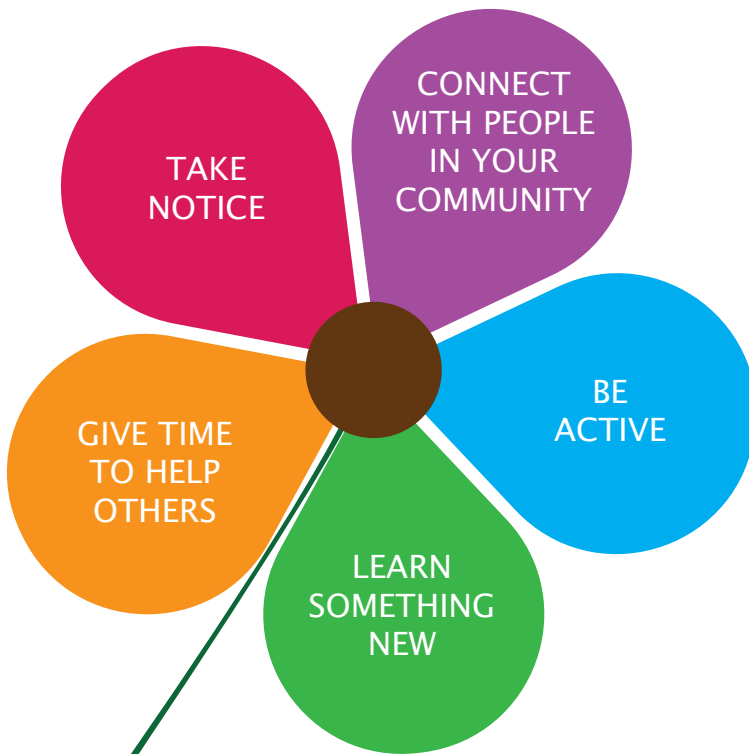 CONNECT
WITH PEOPLE
IN YOUR
COMMUNITY
TAKE
NOTICE
BE
ACTIVE
GIVE TIME
TO HELP
OTHERS
LEARN
SOMETHING
NEW